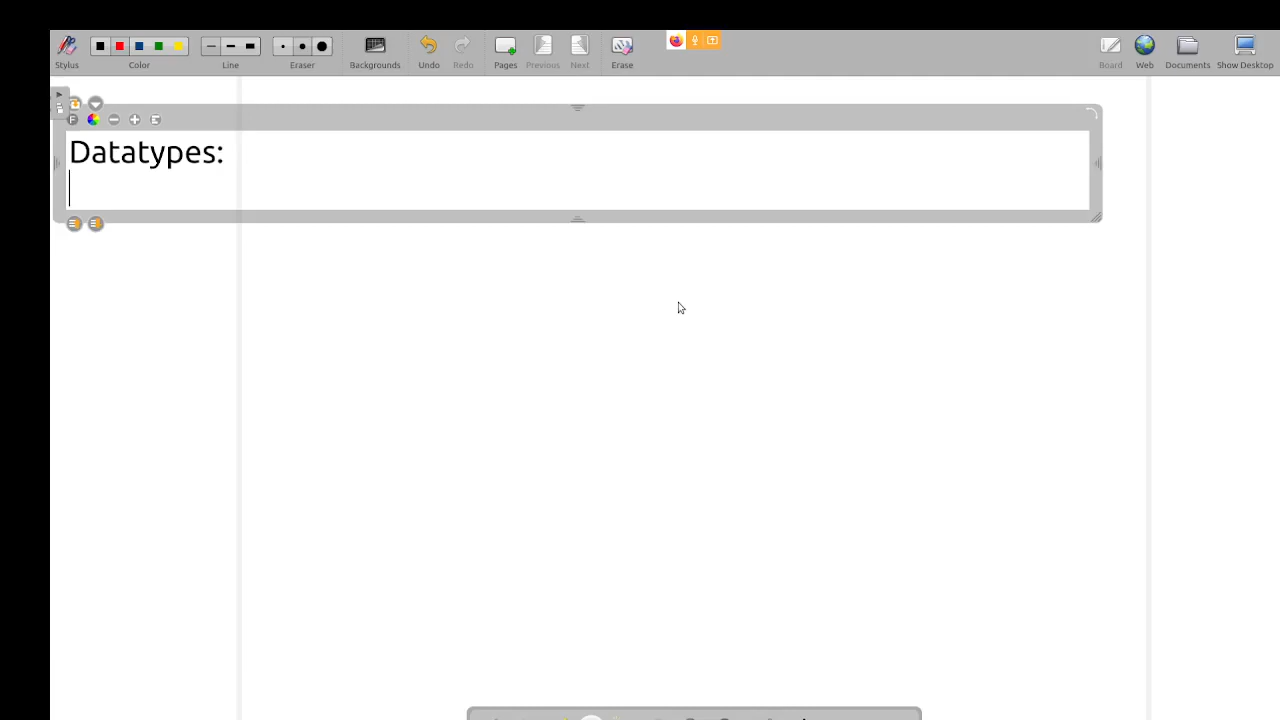 Stylus Color Line Eraser Backgrounds Undo Redo Pages Previous Next Erase Board Web Documents Show Desktop
F
Datatypes: